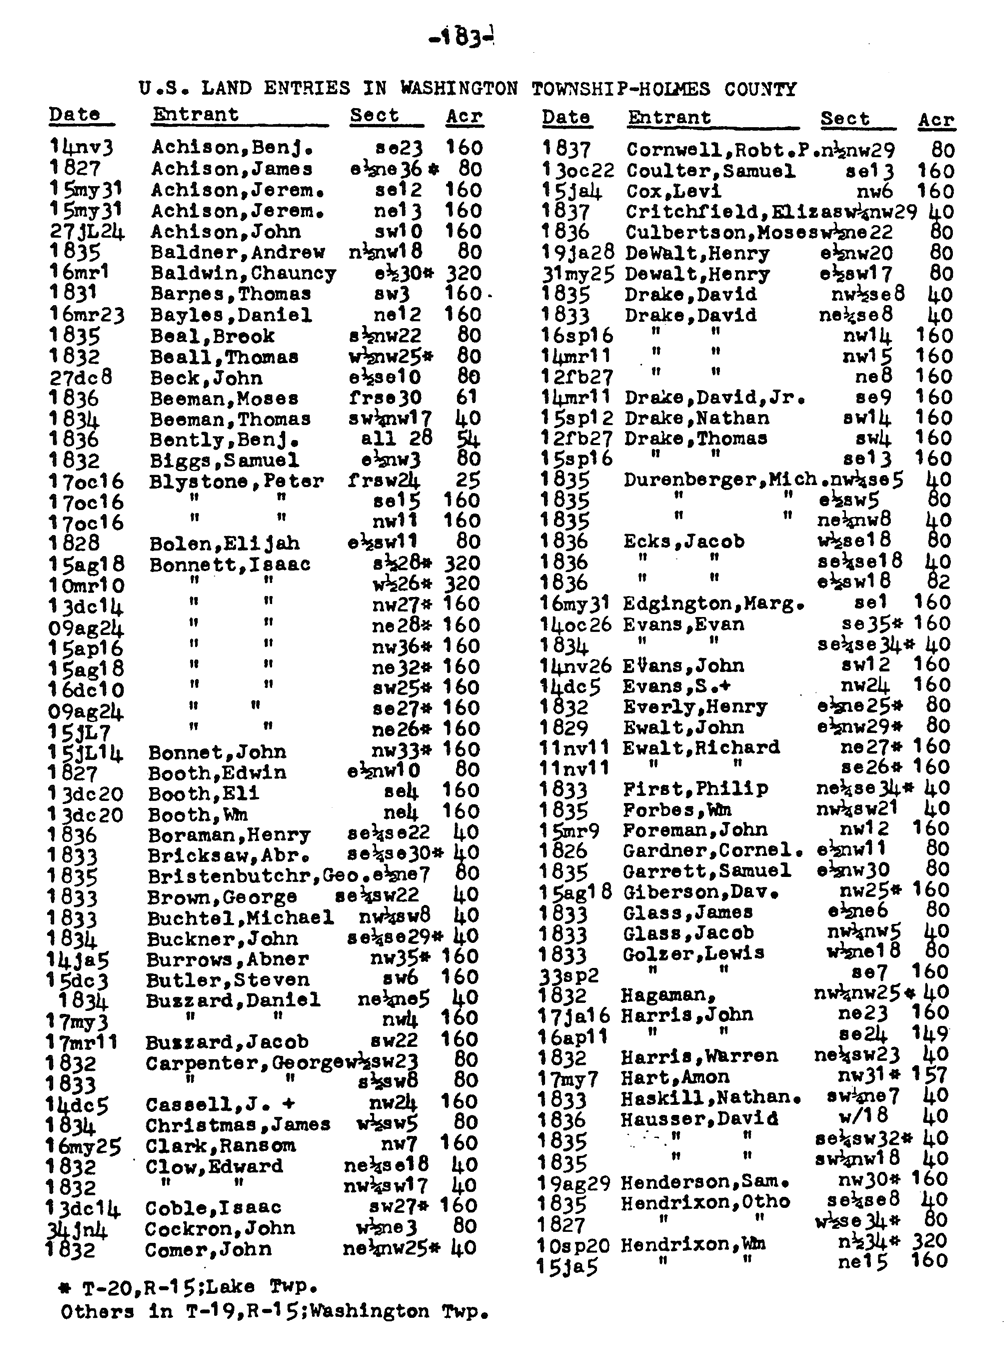 -183-
U.S. LAND ENTRIES IN WASHINGTON TOWNSHIP-HOLMES COUNTY
Date Entrant Sect Acr
14nv3 Achison,Benj. se23 160
1827 Achison,James e½ne36* 80
15my31 Achison,Jerem. se12 160
15my31 Achison,Jerem. ne13 160
27jL24 Achison,John sw10 160
1835 Baldner,Andrew n½nw18 80
16mr1 Baldwin,Chauncy e½30* 320
1831 Barnes,Thomas sw3 160.
16mr23 Bayles,Daniel ne12 160
1835 Beal,Brook s½nw22 80
1832 Beall,Thomas w½nw25* 80
27dc8 Beck,John e½se10 80
1836 Beeman,Moses frse30 61
1834 Beeman,Thomas sw¼nw17 40
1836 Bently,Benj. all 28 54
1832 Biggs,Samuel e½nw3 80
17oc16 Blystone,Peter frsw24 25
17oc16 " " se15 160
17oc16 " " nw11 160
1828 Bolen,Elijah e½sw11 80
15ag18 Bonnett,Isaac s½28* 320
10mr10 " " w½26* 320
13dc14 " " nw27* 160
09ag24 " " ne28* 160
15ap16 " " nw36* 160
15ag18 " " ne32* 160
16dc10 " " sw25* 160
09ag24 " " se27* 160
15jL7 " " ne26* 160
15jL14 Bonnet,John nw33* 160
1827 Booth,Edwin e½nw10 80
13dc20 Booth,Eli se4 160
13dc20 Booth,Wm ne4 160
1836 Boraman,Henry se¼se22 40
1833 Bricksaw,Abr. se¼se30* 40
1835 Bristenbutchr,Geo.e½ne7 80
1833 Brown,George se¼sw22 40
1833 Buchtel,Michael nw¼sw8 40
1834 Buckner,John se¼se29* 40
14ja5 Burrows,Abner nw35* 160
15dc3 Butler,Steven sw6 160
1834 Buzzard,Daniel ne¼ne5 40
17my3 " " nw4 160
17mr11 Buzzard,Jacob sw22 160
1832 Carpenter,Georgew½sw23 80
1833 " " s½sw8 80
14dc5 Cassell,J. + nw24 160
1834 Christmas,James w½sw5 80
16my25 Clark,Ransom nw7 160
1832 Clow,Edward ne¼se18 40
1832 " " nw¼sw17 40
13dc14 Coble,Isaac sw27* 160
34jn4 Cockron,John w½ne3 80
1832 Comer,John ne¼nw25* 40
* T-20,R-15;Lake Twp.
Others in T-19,R-15;Washington Twp.
Date Entrant Sect Acr
1837 Cornwell,Robt.P.n½nw29 80
13oc22 Coulter,Samuel se13 160
15ja4 Cox,Levi nw6 160
1837 Critchfield,Elizasw¼nw29 40
1836 Culbertson,Mosesw½ne22 80
19ja28 DeWalt,Henry e½nw20 80
31my25 Dewalt,Henry e½sw17 80
1835 Drake,David nw¼se8 40
1833 Drake,David ne¼se8 40
16sp16 " " nw14 160
14mr11 " " nw15 160
12fb27 " " ne8 160
14mr11 Drake,David,Jr. se9 160
15sp12 Drake,Nathan sw14 160
12fb27 Drake,Thomas sw4 160
15sp16 " " se13 160
1835 Durenberger,Mich.nw¼se5 40
1835 " " e½sw5 80
1835 " " ne¼nw8 40
1836 Ecks,Jacob w½se18 80
1836 " " se¼se18 40
1836 " " e½sw18 82
16my31 Edgington,Marg. se1 160
14oc26 Evans,Evan se35* 160
1834 " " se¼se34* 40
14nv26 Evans,John sw12 160
14dc5 Evans,S.+ nw24 160
1832 Everly,Henry e½ne25* 80
1829 Ewalt,John e½nw29* 80
11nv11 Ewalt,Richard ne27* 160
11nv11 " " se26* 160
1833 First,Philip ne¼se34* 40
1835 Forbes,Wm nw¼sw21 40
15mr9 Foreman,John nw12 160
1826 Gardner,Cornel. e½nw11 80
1835 Garrett,Samuel e½nw30 80
15ag18 Giberson,Dav. nw25* 160
1833 Glass,James e½ne6 80
1833 Glass,Jacob nw¼nw5 40
1833 Golzer,Lewis w½ne18 80
33sp2 " " se7 160
1832 Hagaman, nw¼nw25* 40
17ja16 Harris,John ne23 160
16ap11 " " se24 149
1832 Harris,Warren ne¼sw23 40
17my7 Hart,Amon nw31* 157
1833 Haskill,Nathan. sw¼ne7 40
1836 Hausser,David w/18 40
1835 " " se¼sw32* 40
1835 " " sw¼nw18 40
19ag29 Henderson,Sam. nw30* 160
1835 Hendrixon,Otho se¼se8 40
1827 " " w½se34* 80
10sp20 Hendrixon,Wm n½34* 320
15ja5 " " ne15 160